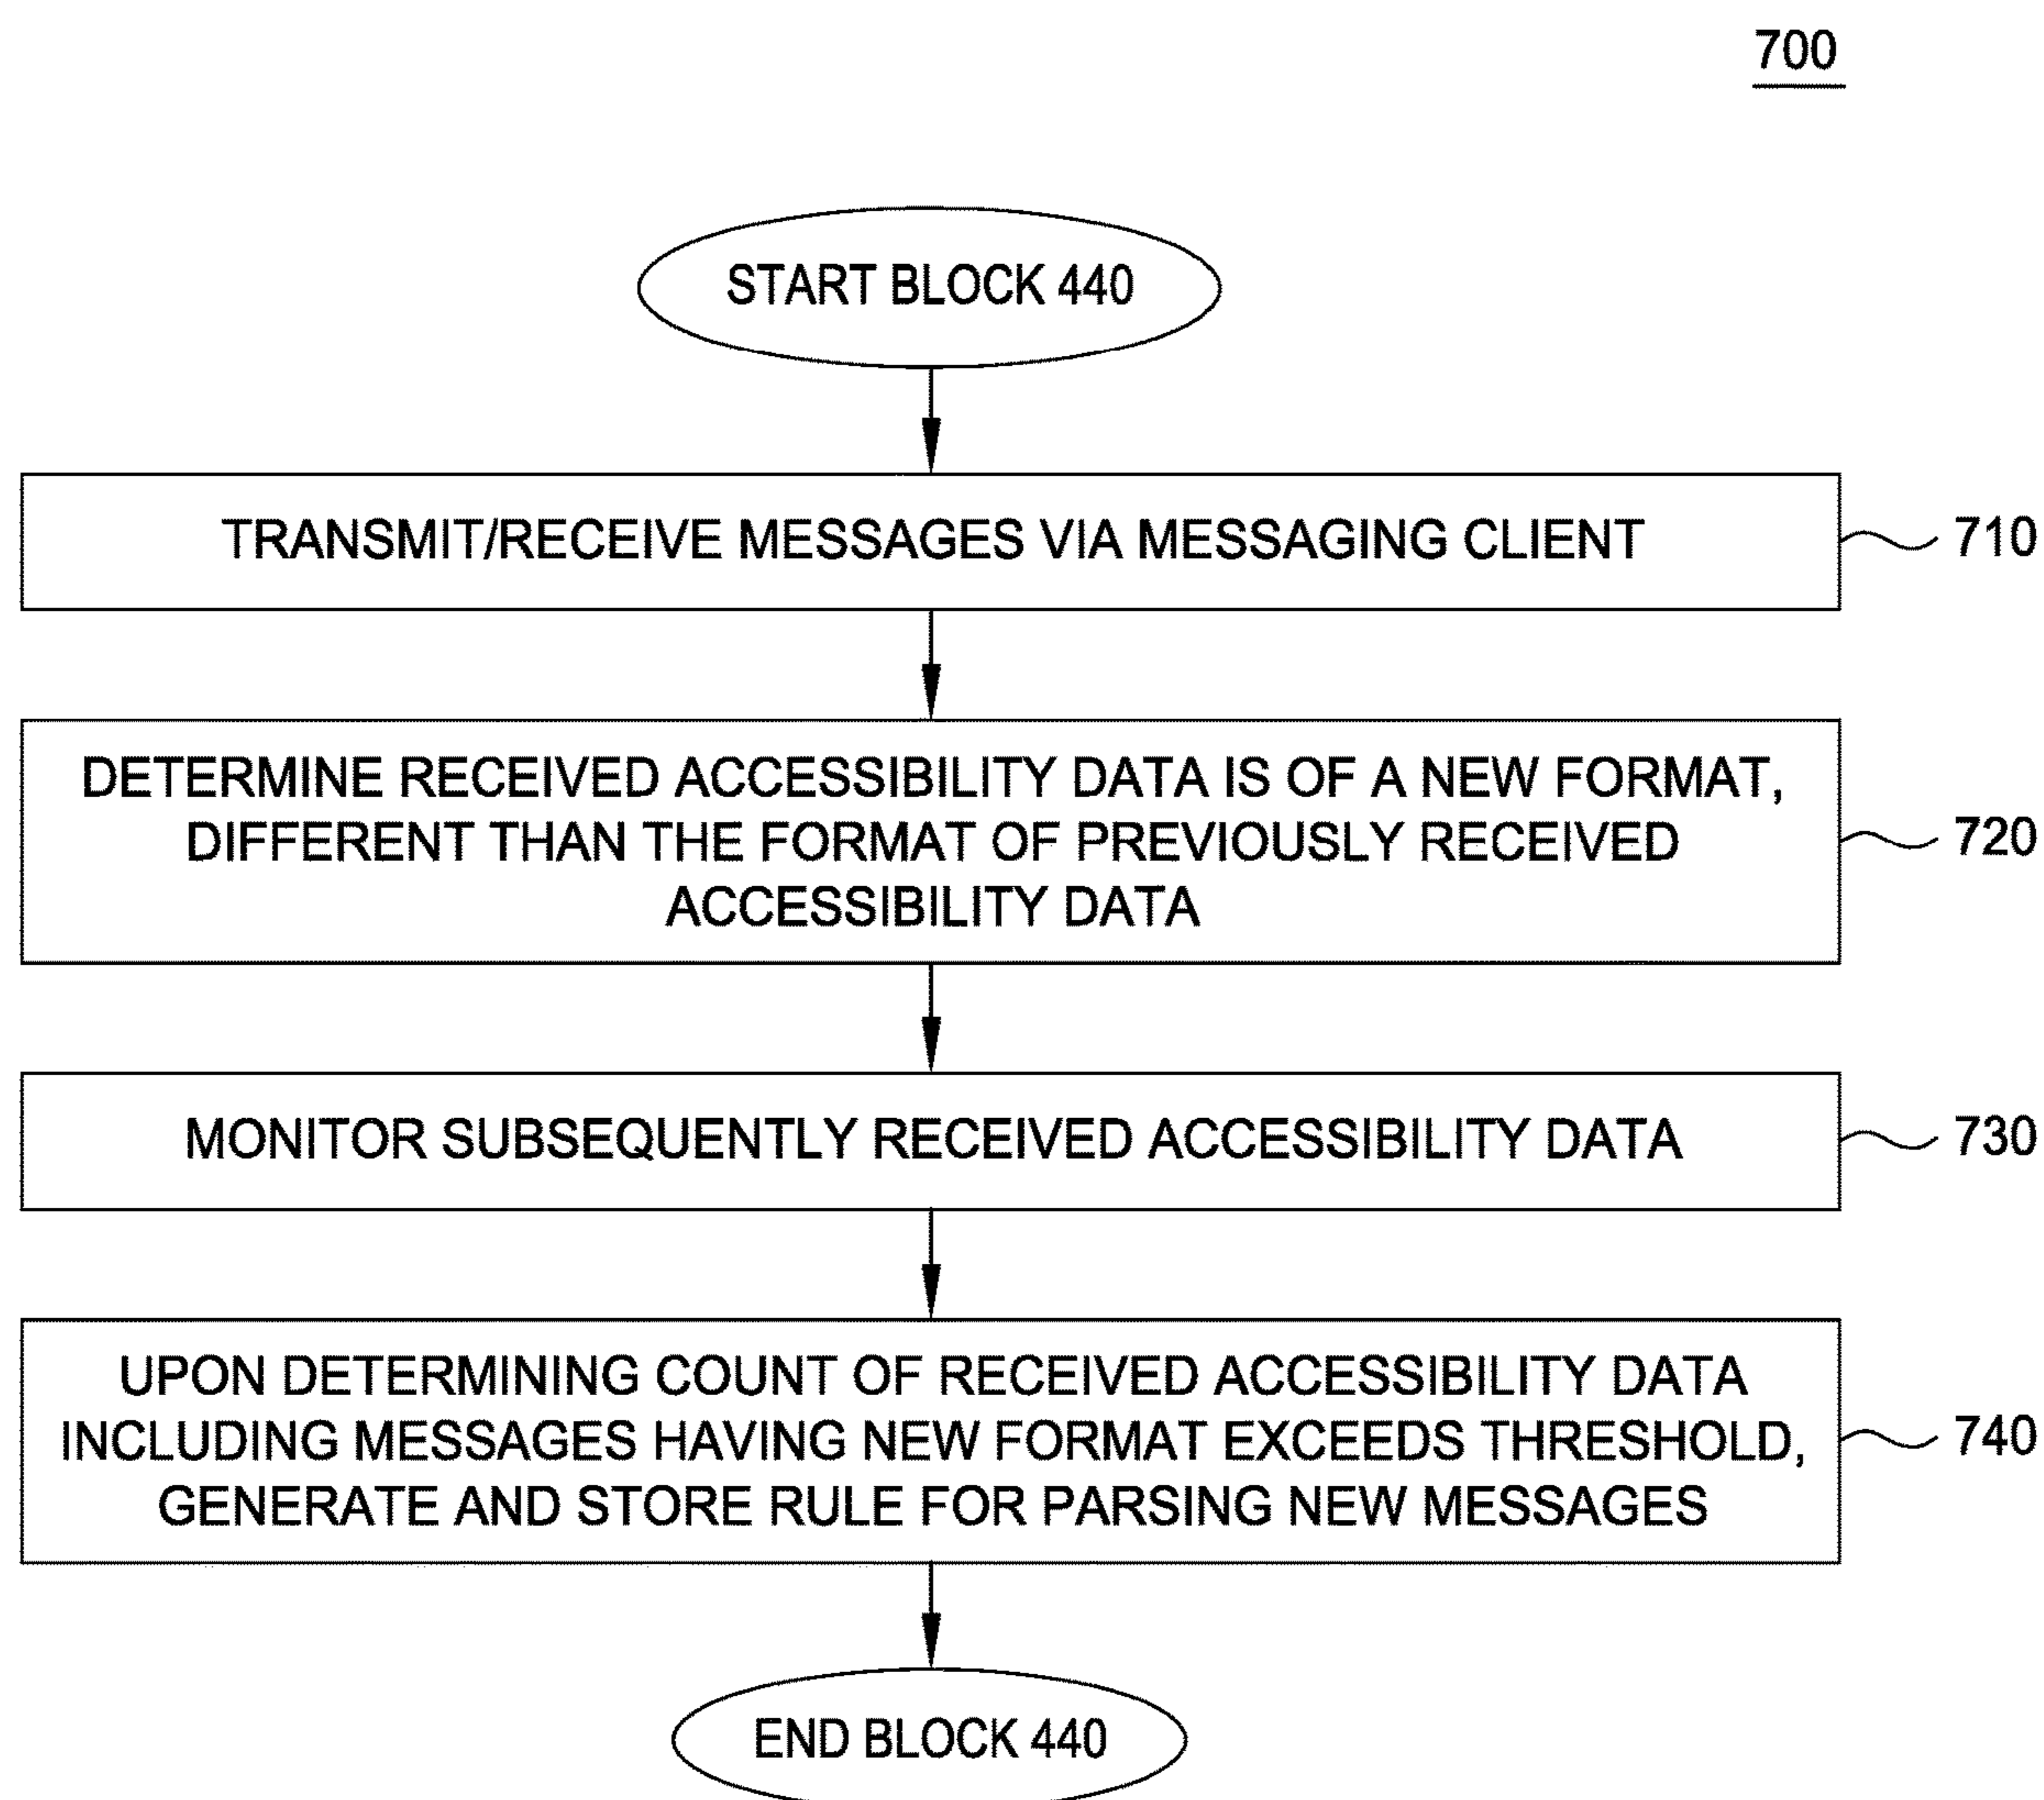 700
START BLOCK 440
TRANSMIT/RECEIVE MESSAGES VIA MESSAGING CLIENT
710
DETERMINE RECEIVED ACCESSIBILITY DATA IS OF A NEW FORMAT,
DIFFERENT THAN THE FORMAT OF PREVIOUSLY RECEIVED
ACCESSIBILITY DATA
720
MONITOR SUBSEQUENTLY RECEIVED ACCESSIBILITY DATA
730
UPON DETERMINING COUNT OF RECEIVED ACCESSIBILITY DATA
INCLUDING MESSAGES HAVING NEW FORMAT EXCEEDS THRESHOLD,
GENERATE AND STORE RULE FOR PARSING NEW MESSAGES
740
END BLOCK 440